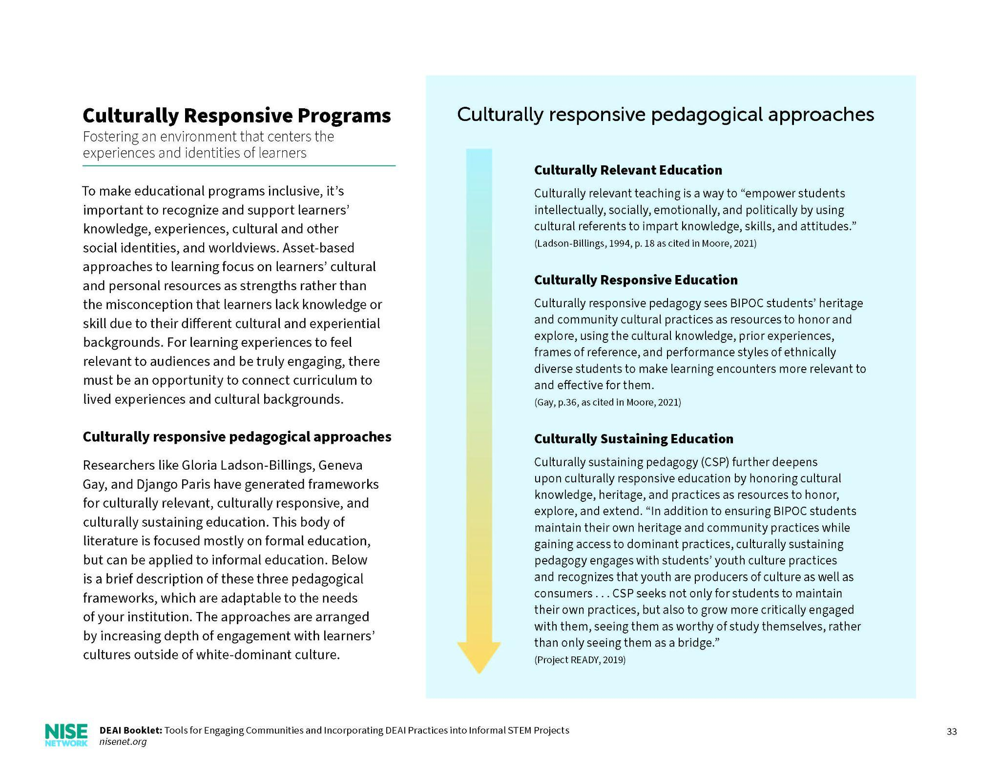 Culturally Responsive Programs
Fostering an environment that centers the
experiences and identities of learners
To make educational programs inclusive, it’s
important to recognize and support learners’
knowledge, experiences, cultural and other
social identities, and worldviews. Asset-based
approaches to learning focus on learners’ cultural
and personal resources as strengths rather than
the misconception that learners lack knowledge or
skill due to their different cultural and experiential
backgrounds. For learning experiences to feel
relevant to audiences and be truly engaging, there
must be an opportunity to connect curriculum to
lived experiences and cultural backgrounds.
Culturally responsive pedagogical approaches
Researchers like Gloria Ladson-Billings, Geneva
Gay, and Django Paris have generated frameworks
for culturally relevant, culturally responsive, and
culturally sustaining education. This body of
literature is focused mostly on formal education,
but can be applied to informal education. Below
is a brief description of these three pedagogical
frameworks, which are adaptable to the needs
of your institution. The approaches are arranged
by increasing depth of engagement with learners’
cultures outside of white-dominant culture.
Culturally responsive pedagogical approaches
Culturally Relevant Education
Culturally relevant teaching is a way to “empower students
intellectually, socially, emotionally, and politically by using
cultural referents to impart knowledge, skills, and attitudes.”
(Ladson-Billings, 1994, p. 18 as cited in Moore, 2021)
Culturally Responsive Education
Culturally responsive pedagogy sees BIPOC students’ heritage
and community cultural practices as resources to honor and
explore, using the cultural knowledge, prior experiences,
frames of reference, and performance styles of ethnically
diverse students to make learning encounters more relevant to
and effective for them.
(Gay, p.36, as cited in Moore, 2021)
Culturally Sustaining Education
Culturally sustaining pedagogy (CSP) further deepens
upon culturally responsive education by honoring cultural
knowledge, heritage, and practices as resources to honor,
explore, and extend. “In addition to ensuring BIPOC students
maintain their own heritage and community practices while
gaining access to dominant practices, culturally sustaining
pedagogy engages with students’ youth culture practices
and recognizes that youth are producers of culture as well as
consumers . . . CSP seeks not only for students to maintain
their own practices, but also to grow more critically engaged
with them, seeing them as worthy of study themselves, rather
than only seeing them as a bridge.”
(Project READY, 2019)
NISE
NETWORK
DEAI Booklet: Tools for Engaging Communities and Incorporating DEAI Practices into Informal STEM Projects
nisenet.org
33